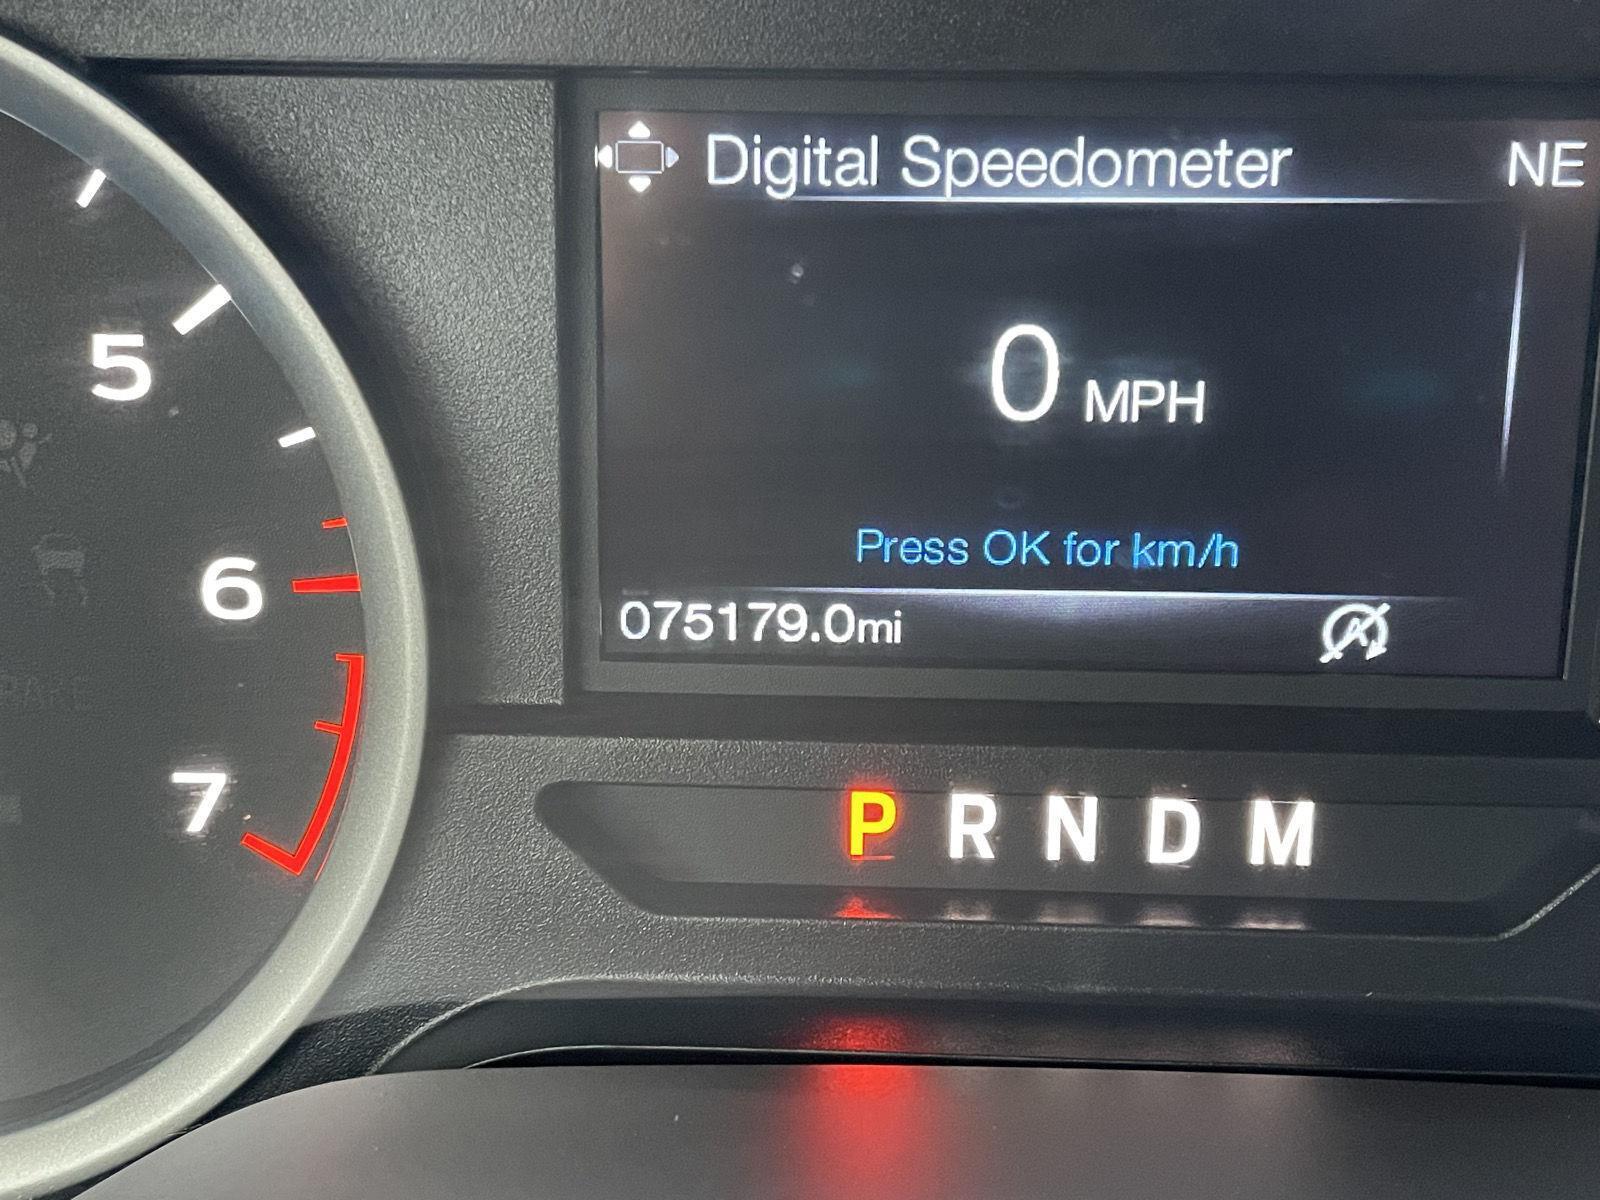 Digital Speedometer NE
0 MPH
Press OK for km/h
075179.0mi
5
6
7
P R N D M